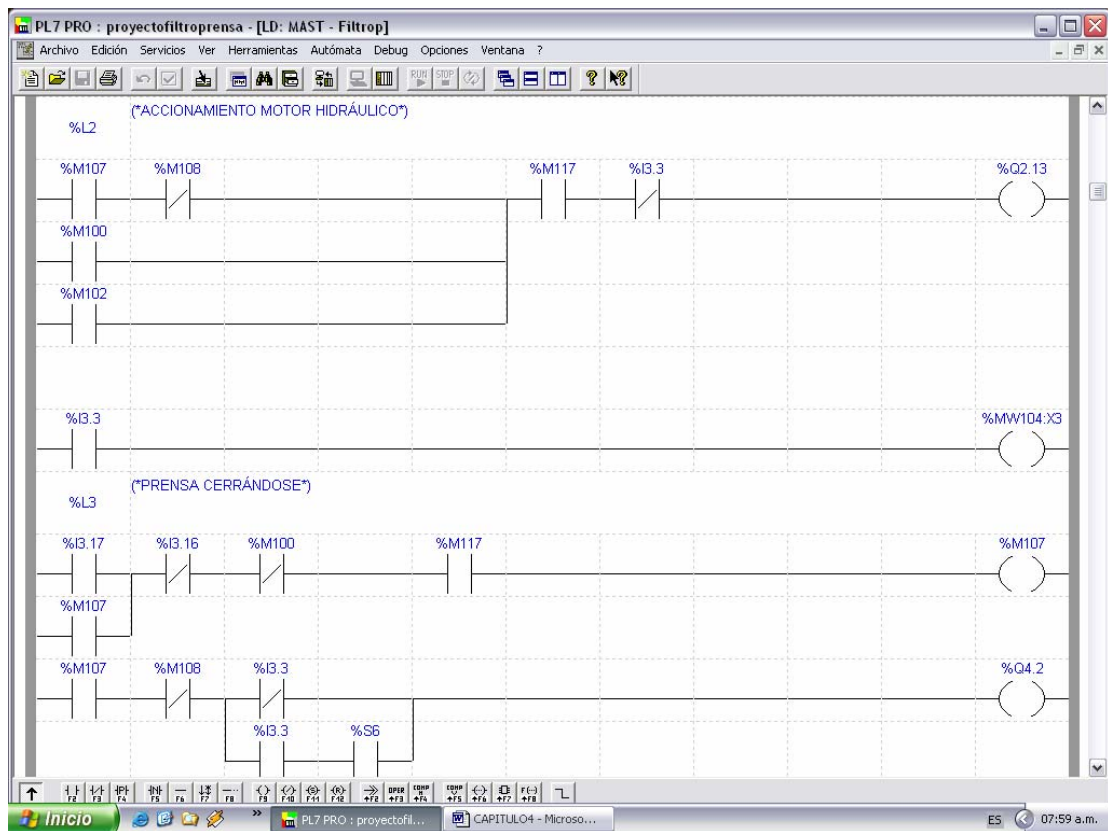 PL7 PRO : proyectofiltroprensa - [LD: MAST - Filtrop]
Archivo Edición Servicios Ver Herramientas Autómata Debug Opciones Ventana ?
RUN STOP
(*ACCIONAMIENTO MOTOR HIDRÁULICO*)
%L2
%M107 %M108 %M117 %I3.3 %Q2.13
%M100
%M102
%I3.3 %MW104:X3
(*PRENSA CERRÁNDOSE*)
%L3
%I3.17 %I3.16 %M100 %M117 %M107
%M107
%M107 %M108 %I3.3 %Q4.2
%I3.3 %S6
Inicio » PL7 PRO : proyectofil... CAPITULO4 - Microso... ES 07:59 a.m.